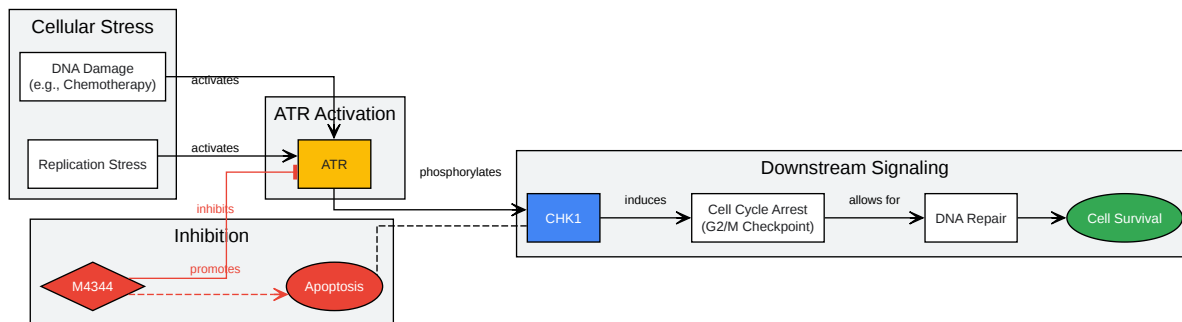 Cellular Stress
DNA Damage
(e.g., Chemotherapy)
activates
ATR Activation
Replication Stress
activates
ATR
phosphorylates
Downstream Signaling
CHK1
induces
Cell Cycle Arrest
(G2/M Checkpoint)
allows for
DNA Repair
Cell Survival
inhibits
Inhibition
promotes
M4344
Apoptosis